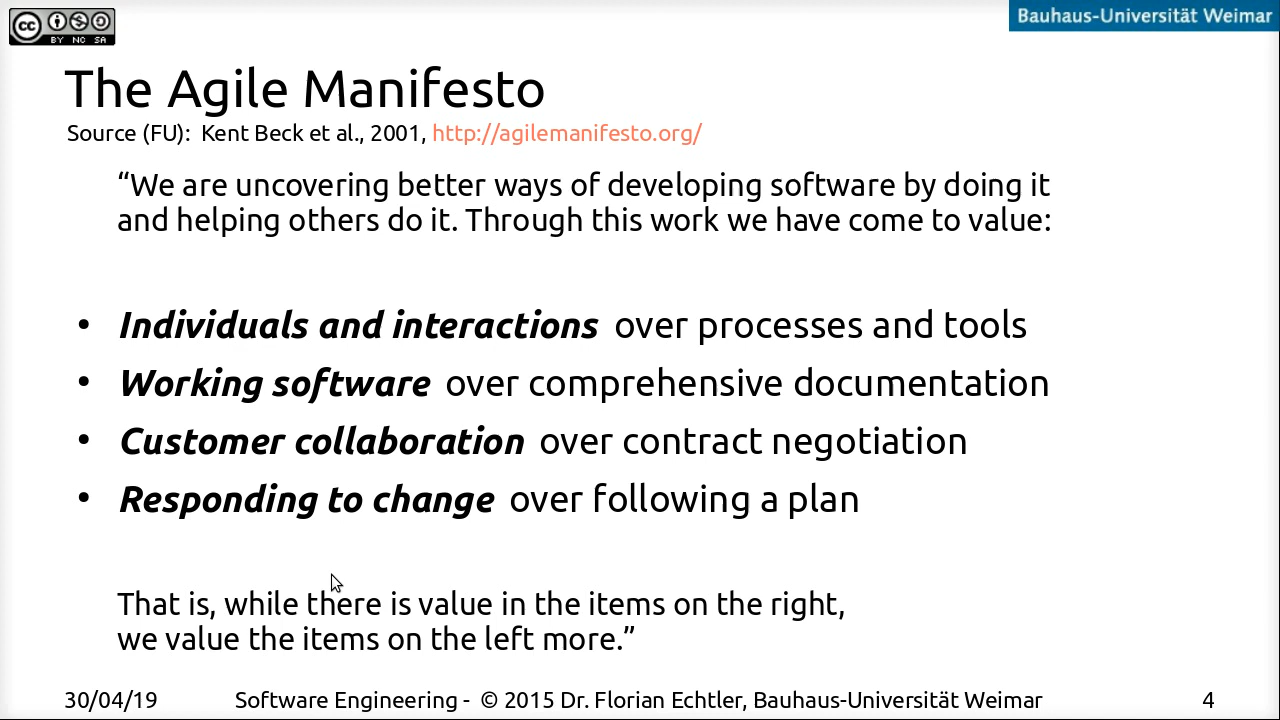 cc
BY NC SA
Bauhaus-Universität Weimar
The Agile Manifesto
Source (FU): Kent Beck et al., 2001, http://agilemanifesto.org/
“We are uncovering better ways of developing software by doing it
and helping others do it. Through this work we have come to value:
• Individuals and interactions over processes and tools
• Working software over comprehensive documentation
• Customer collaboration over contract negotiation
• Responding to change over following a plan
That is, while there is value in the items on the right,
we value the items on the left more.”
30/04/19 Software Engineering - © 2015 Dr. Florian Echtler, Bauhaus-Universität Weimar 4